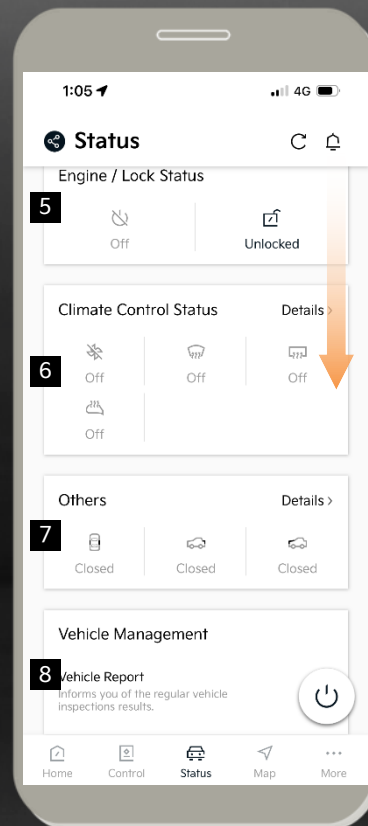 1:05
4G
Status
Engine / Lock Status
5
Off
Unlocked
Climate Control Status
Details >
6
Off
Off
Off
Off
Others
Details >
7
Closed
Closed
Closed
Vehicle Management
8
Vehicle Report
Informs you of the regular vehicle
inspections results.
Home
Control
Status
Map
More